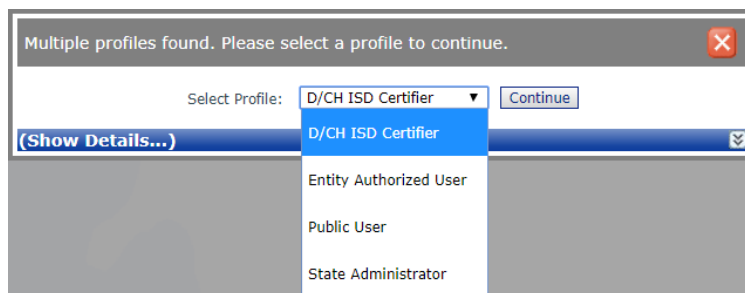 Multiple profiles found. Please select a profile to continue.
Select Profile: D/CH ISD Certifier Continue
(Show Details...)
D/CH ISD Certifier
Entity Authorized User
Public User
State Administrator